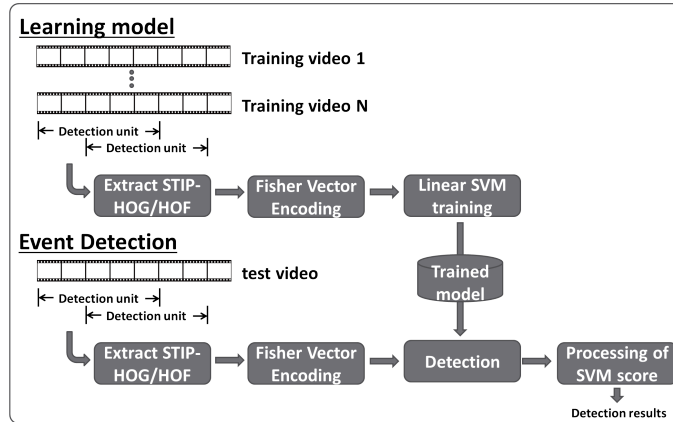 Learning model
Training video 1
Training video N
← Detection unit →
← Detection unit →
Extract STIP-
HOG/HOF
Fisher Vector
Encoding
Linear SVM
training
Event Detection
test video
Trained
model
← Detection unit →
← Detection unit →
Extract STIP-
HOG/HOF
Fisher Vector
Encoding
Detection
Processing of
SVM score
Detection results